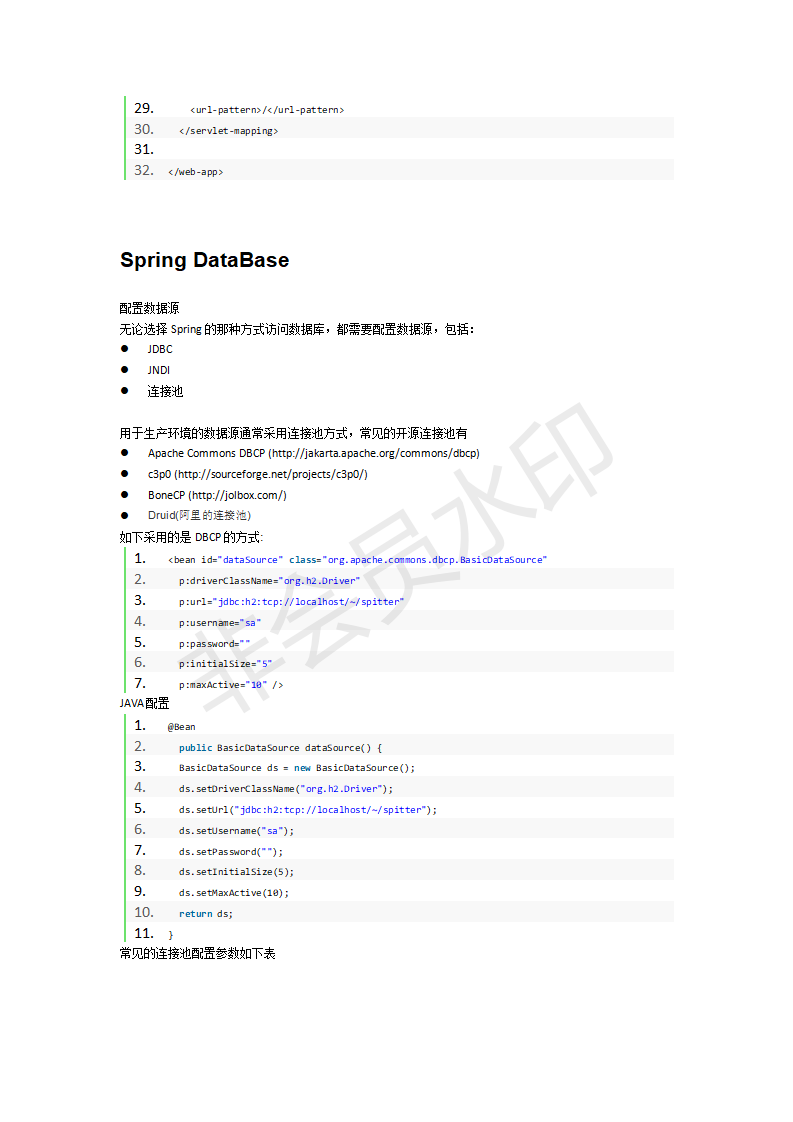 29. <url-pattern>/</url-pattern>
30. </servlet-mapping>
31.
32. </web-app>
Spring DataBase
配置数据源
无论选择 Spring 的那种方式访问数据库，都需要配置数据源，包括：
● JDBC
● JNDI
● 连接池
用于生产环境的数据源通常采用连接池方式，常见的开源连接池有
● Apache Commons DBCP (http://jakarta.apache.org/commons/dbcp)
● c3p0 (http://sourceforge.net/projects/c3p0/)
● BoneCP (http://jolbox.com/)
● Druid(阿里的连接池)
如下采用的是 DBCP 的方式:
1. <bean id="dataSource" class="org.apache.commons.dbcp.BasicDataSource"
2. p:driverClassName="org.h2.Driver"
3. p:url="jdbc:h2:tcp://localhost/~/spitter"
4. p:username="sa"
5. p:password=""
6. p:initialSize="5"
7. p:maxActive="10" />
JAVA 配置
1. @Bean
2. public BasicDataSource dataSource() {
3. BasicDataSource ds = new BasicDataSource();
4. ds.setDriverClassName("org.h2.Driver");
5. ds.setUrl("jdbc:h2:tcp://localhost/~/spitter");
6. ds.setUsername("sa");
7. ds.setPassword("");
8. ds.setInitialSize(5);
9. ds.setMaxActive(10);
10. return ds;
11. }
常见的连接池配置参数如下表
非会员水印